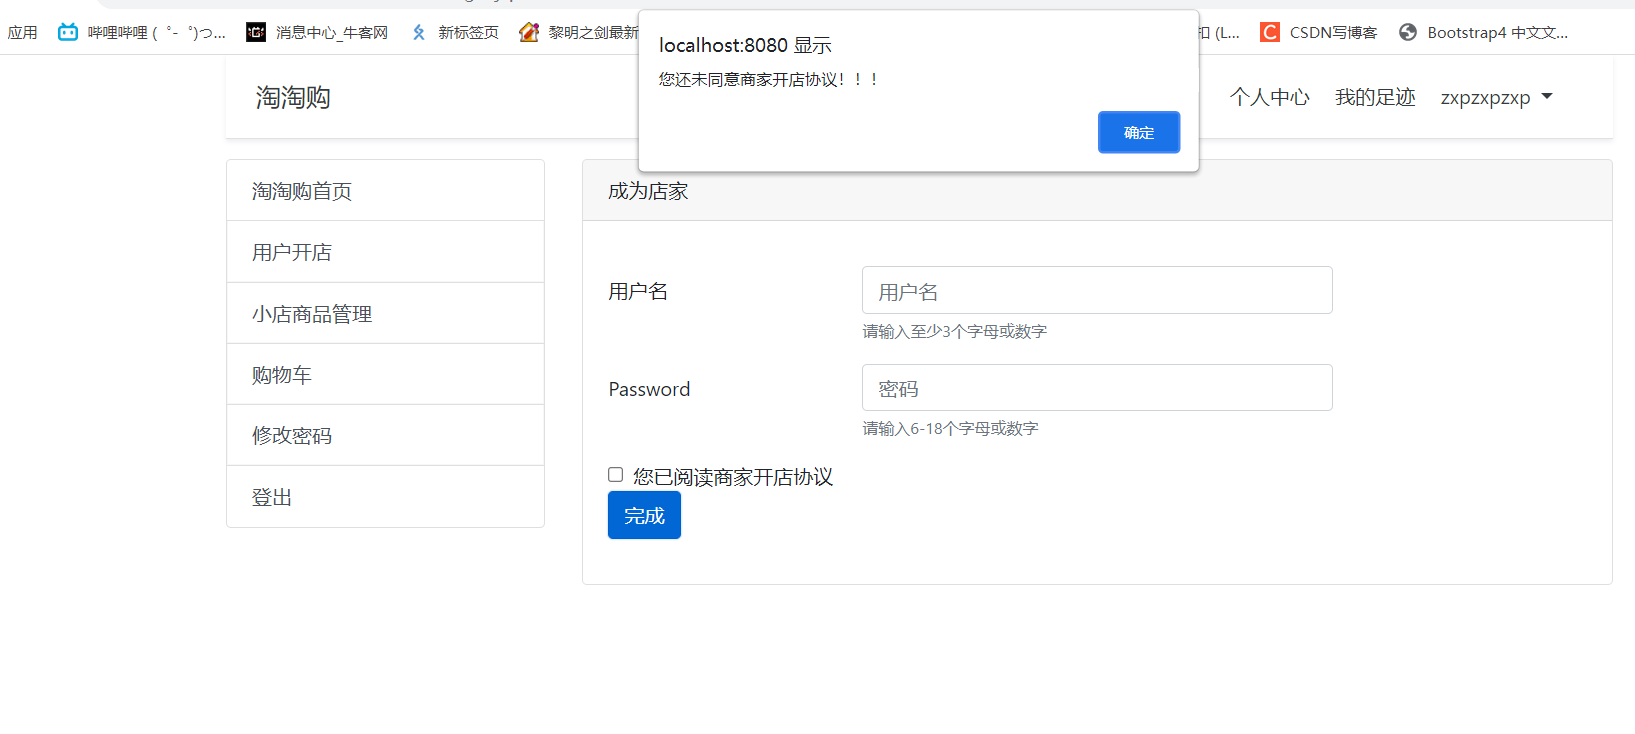 应用 哔哩哔哩 (゜-゜)つ... 消息中心_牛客网 新标签页 黎明之剑最新 扣 (L... CSDN写博客 Bootstrap4 中文文...
localhost:8080 显示
您还未同意商家开店协议！！！
确定
淘淘购 个人中心 我的足迹 zxpzxpzxp
淘淘购首页
用户开店
小店商品管理
购物车
修改密码
登出
成为店家
用户名 用户名
请输入至少3个字母或数字
Password 密码
请输入6-18个字母或数字
您已阅读商家开店协议
完成